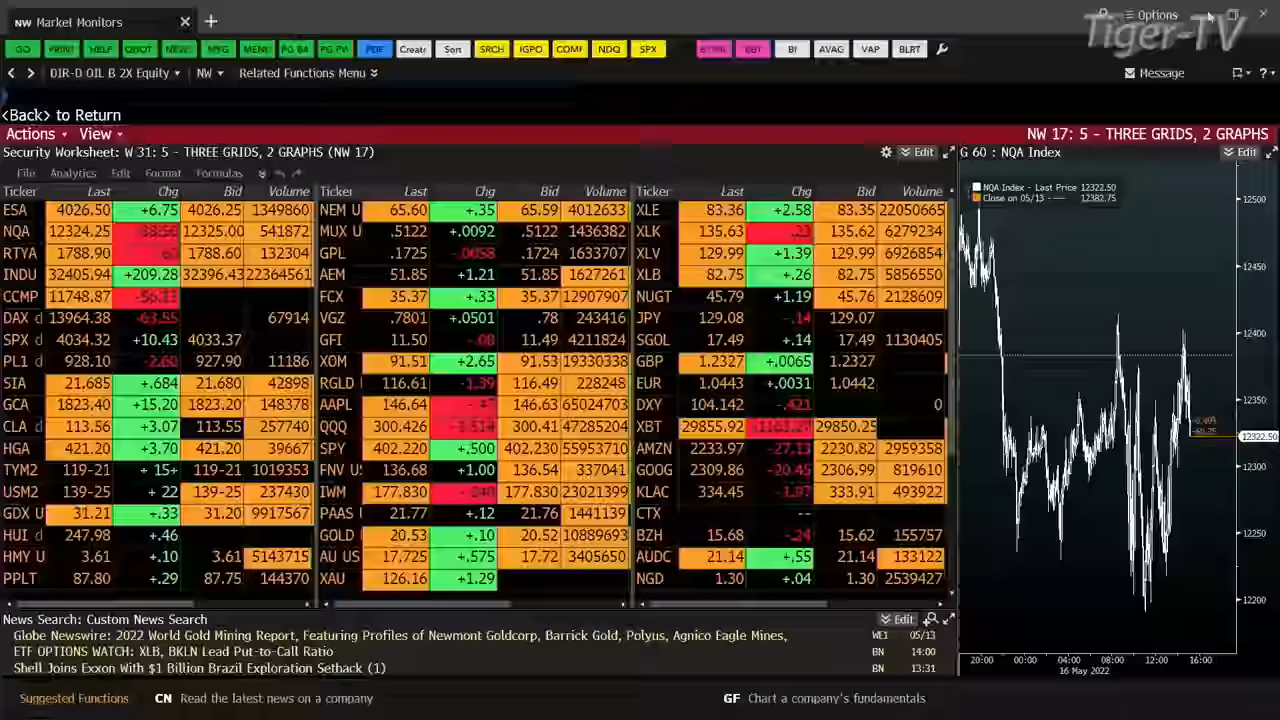 NW Market Monitors × +
Options
Tiger-TV
GO PRINT HELP QUOT NEWS MSG MENU PG BA PG FW PDF Create Sort SRCH IGPO COMF NDQ SPX BBT BI AVAG VAP BLRT
< > DIR-D OIL B 2X Equity NW Related Functions Menu Message ?
<Back> to Return
Actions View NW 17: 5 - THREE GRIDS, 2 GRAPHS
Security Worksheet: W 31: 5 - THREE GRIDS, 2 GRAPHS (NW 17) Edit G 60 : NQA Index Edit
File Analytics Edit Format Formulas
Ticker Last Chg Bid Volume Ticker Last Chg Bid Volume Ticker Last Chg Bid Volume
ESA 4026.50 +6.75 4026.25 1349860 NEM U 65.60 +.35 65.59 4012633 XLE 83.36 +2.58 83.35 22050665
NQA 12324.25 12325.00 541872 MUX U .5122 +.0092 .5122 1436382 XLK 135.63 -.23 135.62 6279234
RTYA 1788.90 1788.60 132304 GPL .1725 -.0058 .1724 1633707 XLV 129.99 +1.39 129.99 6926854
INDU 32405.94 +209.28 32396.43 22364561 AEM 51.85 +1.21 51.85 1627261 XLB 82.75 +.26 82.75 5856550
CCMP 11748.87 FCX 35.37 +.33 35.37 12907907 NUGT 45.79 +1.19 45.76 2128609
DAX d 13964.38 -63.55 67914 VGZ .7801 +.0501 .78 243416 JPY 129.08 -.14 129.07
SPX d 4034.32 +10.43 4033.37 GFI 11.50 -.08 11.49 4211824 SGOL 17.49 +.14 17.49 1130405
PL1 d 928.10 -2.60 927.90 11186 XOM 91.51 +2.65 91.53 19330338 GBP 1.2327 +.0065 1.2327
SIA 21.685 +.684 21.680 42898 RGLD 116.61 -1.39 116.49 228248 EUR 1.0443 +.0031 1.0442
GCA 1823.40 +15.20 1823.20 148378 AAPL 146.64 146.63 65024703 DXY 104.142 -.421 0
CLA d 113.56 +3.07 113.55 257740 QQQ 300.426 300.41 47285204 XBT 29855.92 29850.25
HGA 421.20 +3.70 421.20 39667 SPY 402.220 +.500 402.230 55953710 AMZN 2233.97 -27.13 2230.82 2959358
TYM2 119-21 + 15+ 119-21 1019353 FNV US 136.68 +1.00 136.54 337041 GOOG 2309.86 -20.45 2306.99 819610
USM2 139-25 + 22 139-25 237430 IWM 177.830 -.240 177.830 23021399 KLAC 334.45 -1.97 333.91 493922
GDX U 31.21 +.33 31.20 9917567 PAAS 21.77 +.12 21.76 1441139 CTX --
HUI d 247.98 +.46 GOLD 20.53 +.10 20.52 10889693 BZH 15.68 -.24 15.62 155757
HMY U 3.61 +.10 3.61 5143715 AU US 17.725 +.575 17.72 3405650 AUDC 21.14 +.55 21.14 133122
PPLT 87.80 +.29 87.75 144370 XAU 126.16 +1.29 NGD 1.30 +.04 1.30 2539427
NQA Index - Last Price 12322.50
Close on 05/13 ---- 12382.75
12500
12450
12400
12350
12322.50
12300
12250
12200
20:00 00:00 04:00 08:00 12:00 16:00
16 May 2022
News Search: Custom News Search Edit
Globe Newswire: 2022 World Gold Mining Report, Featuring Profiles of Newmont Goldcorp, Barrick Gold, Polyus, Agnico Eagle Mines, WE1 05/13
ETF OPTIONS WATCH: XLB, BKLN Lead Put-to-Call Ratio BN 14:00
Shell Joins Exxon With $1 Billion Brazil Exploration Setback (1) BN 13:31
Suggested Functions CN Read the latest news on a company GF Chart a company's fundamentals